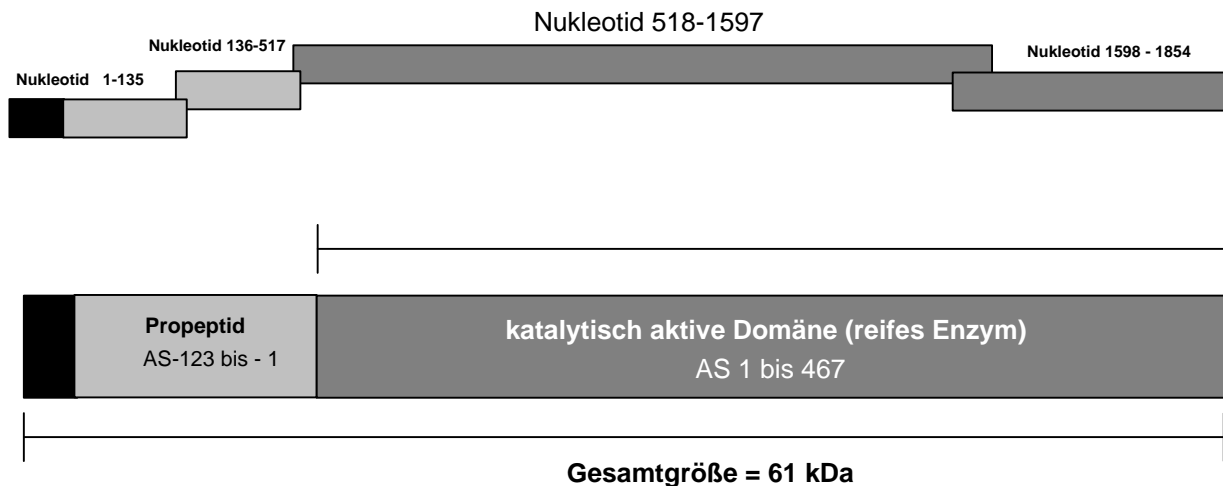 Nukleotid 518-1597
Nukleotid 136-517
Nukleotid 1598 - 1854
Nukleotid 1-135
Propeptid
AS-123 bis - 1
katalytisch aktive Domäne (reifes Enzym)
AS 1 bis 467
Gesamtgröße = 61 kDa